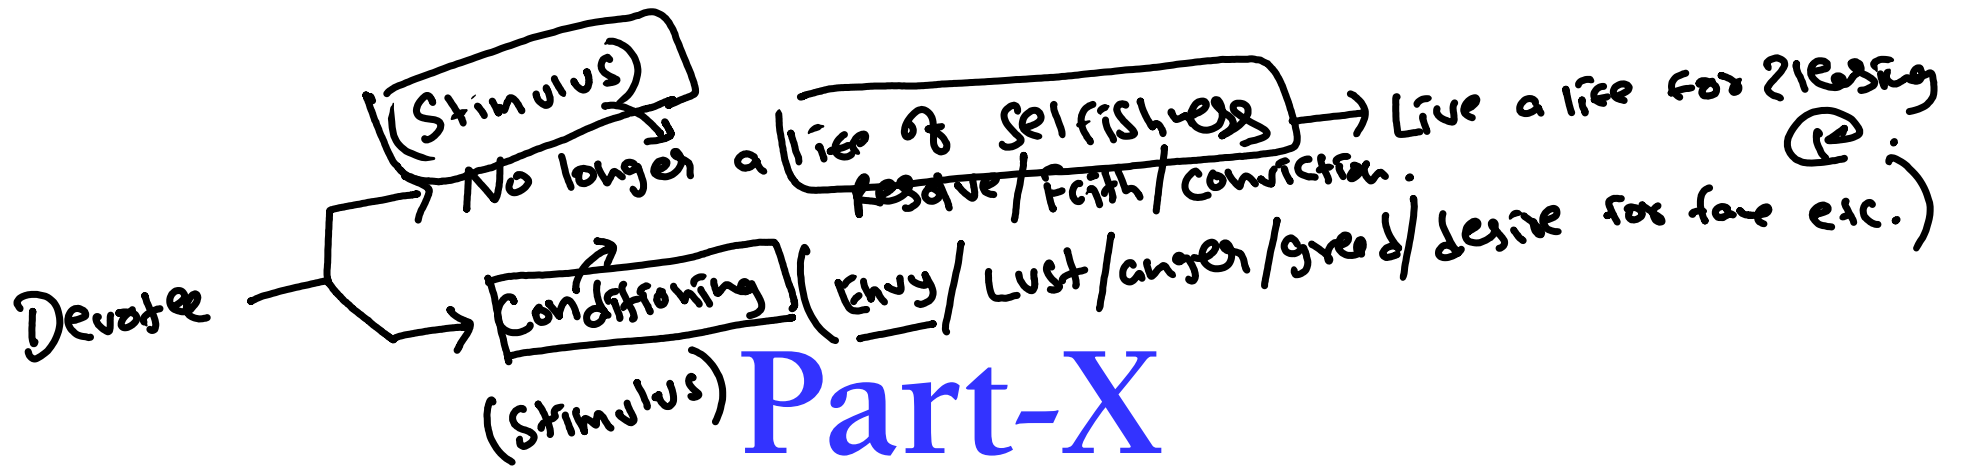 (Stimulus)
No longer a life of selfishness → Live a life for Pleasing
Resolve/Faith/Conviction.
Devotee
Conditioning (Envy/Lust/anger/greed/desire for fame etc.)
(Stimulus)
Part-X